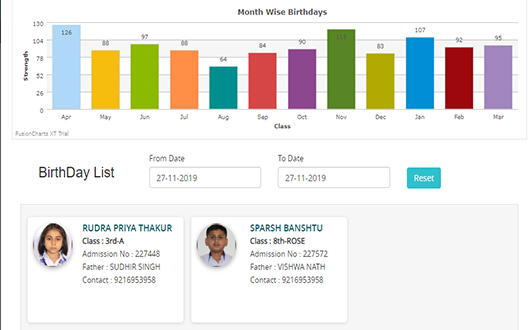 Month Wise Birthdays
Strength
130
104
78
52
26
0
126
88
97
88
64
84
90
119
83
107
92
95
Apr
May
Jun
Jul
Aug
Sep
Oct
Nov
Dec
Jan
Feb
Mar
Class
FusionCharts XT Trial
BirthDay List
From Date
To Date
27-11-2019
27-11-2019
Reset
RUDRA PRIYA THAKUR
Class : 3rd-A
Admission No : 227448
Father : SUDHIR SINGH
Contact : 9216953958
SPARSH BANSHTU
Class : 8th-ROSE
Admission No : 227572
Father : VISHWA NATH
Contact : 9216953958